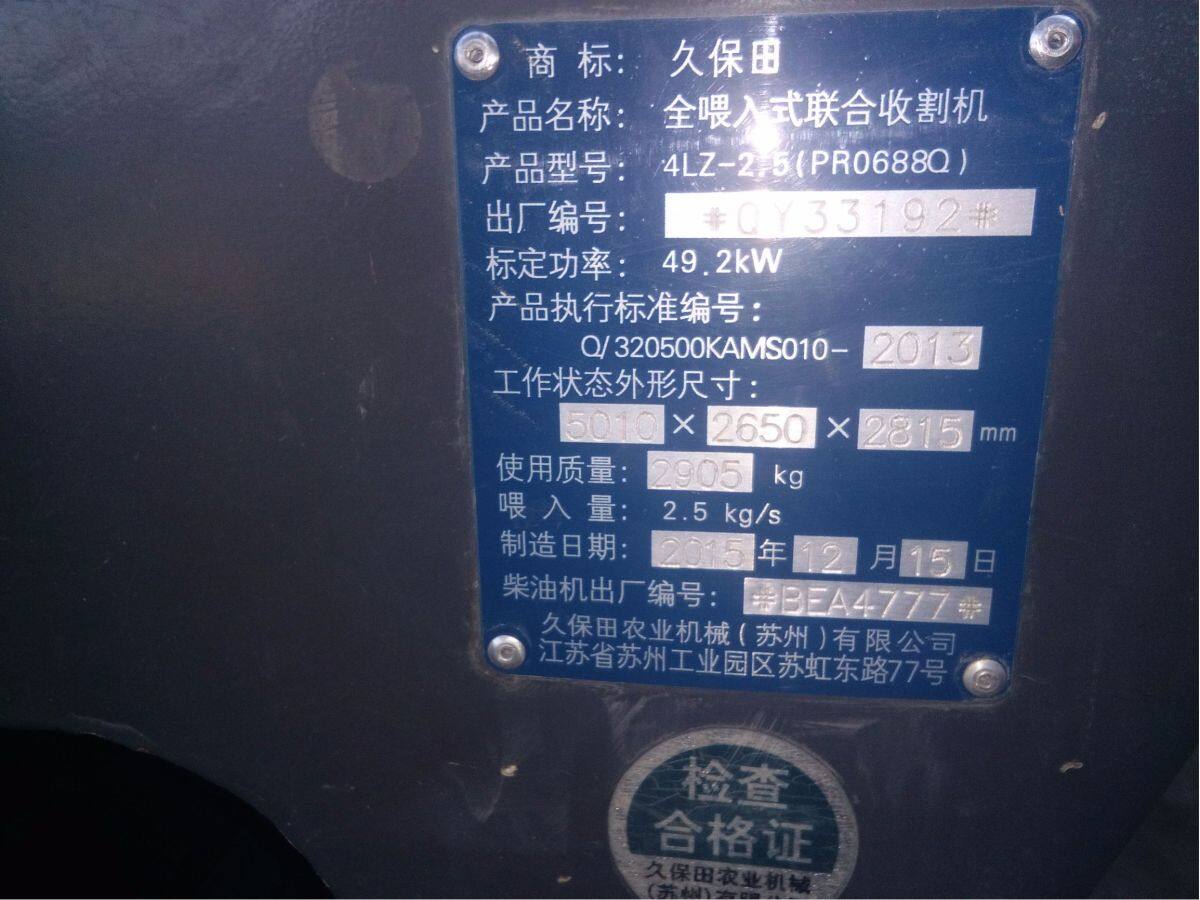 商 标： 久保田
产品名称： 全喂入式联合收割机
产品型号： 4LZ-2.5(PRO688Q)
出厂编号： *QY33192*
标定功率： 49.2kW
产品执行标准编号：
Q/320500KAMS010-2013
工作状态外形尺寸：
5010×2650×2815mm
使用质量： 2905 kg
喂 入 量： 2.5 kg/s
制造日期： 2015年12月15日
柴油机出厂编号： *BEA4777*
久保田农业机械(苏州)有限公司
江苏省苏州工业园区苏虹东路77号
检查
合格证
久保田农业机械
(苏州)有限公